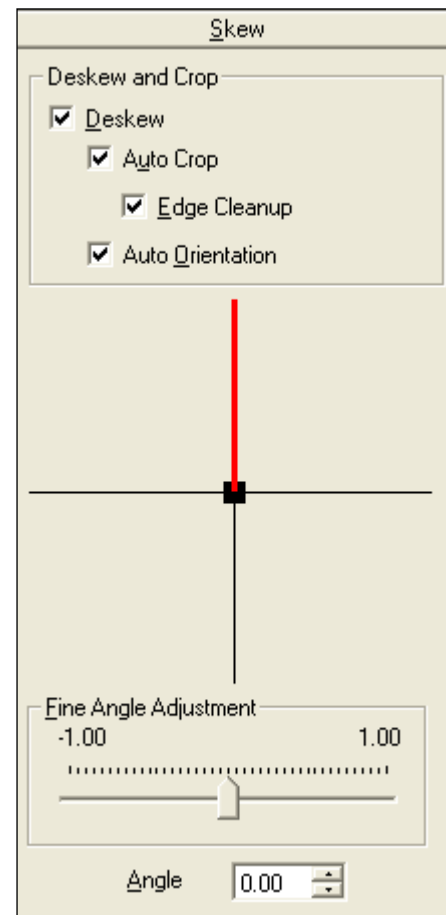 Skew
Deskew and Crop
Deskew
Auto Crop
Edge Cleanup
Auto Orientation
Fine Angle Adjustment
-1.00 1.00
Angle 0.00